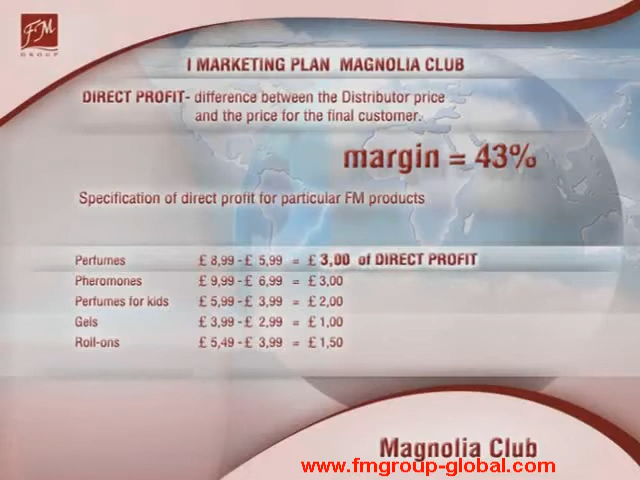 FM
GROUP
I MARKETING PLAN MAGNOLIA CLUB
DIRECT PROFIT- difference between the Distributor price
and the price for the final customer.
margin = 43%
Specification of direct profit for particular FM products
Perfumes £ 8,99 - £ 5,99 = £ 3,00 of DIRECT PROFIT
Pheromones £ 9,99 - £ 6,99 = £ 3,00
Perfumes for kids £ 5,99 - £ 3,99 = £ 2,00
Gels £ 3,99 - £ 2,99 = £ 1,00
Roll-ons £ 5,49 - £ 3,99 = £ 1,50
Magnolia Club
www.fmgroup-global.com